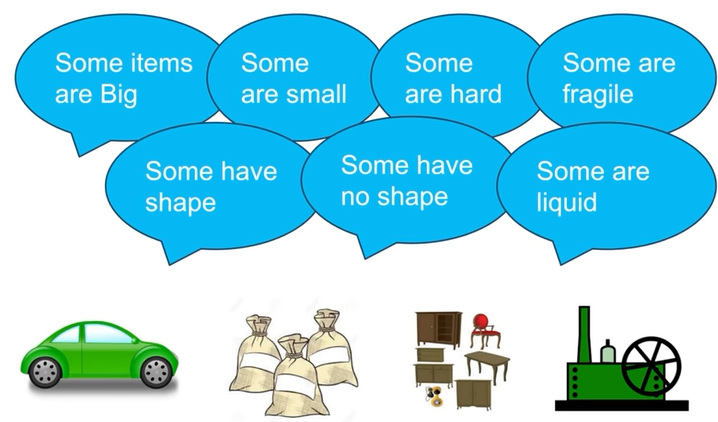 Some items
are Big
Some
are small
Some
are hard
Some are
fragile
Some have
shape
Some have
no shape
Some are
liquid